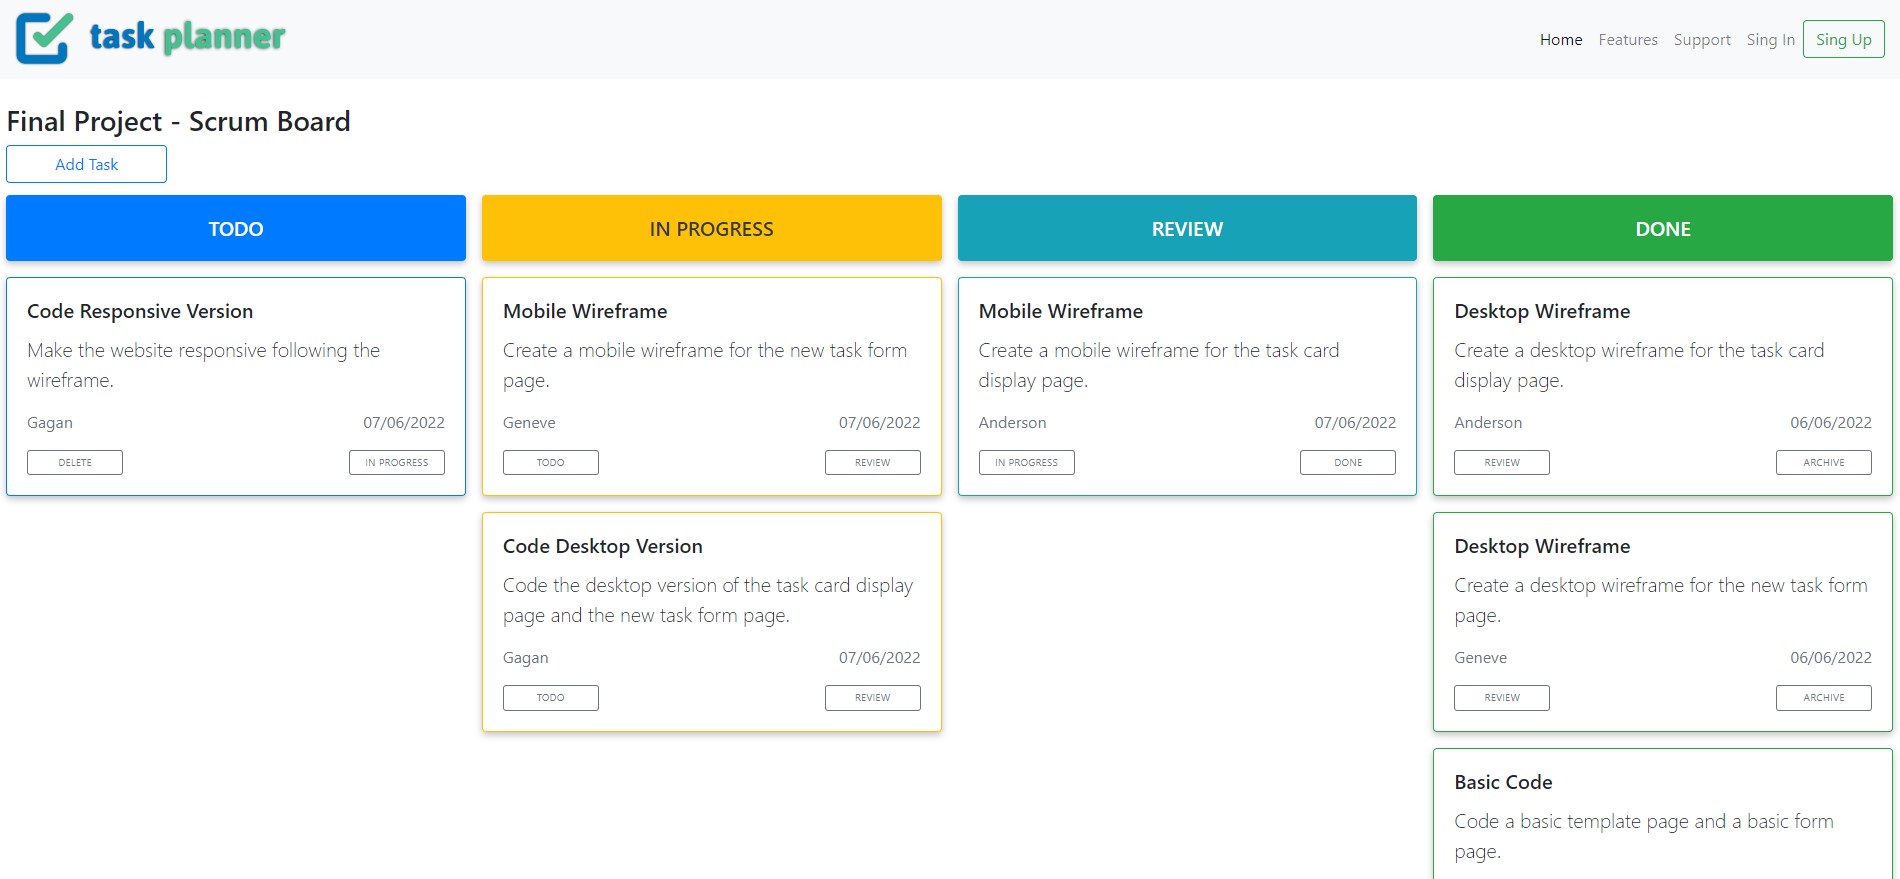 task planner
Home Features Support Sing In Sing Up
Final Project - Scrum Board
Add Task
TODO
Code Responsive Version
Make the website responsive following the
wireframe.
Gagan 07/06/2022
DELETE IN PROGRESS
IN PROGRESS
Mobile Wireframe
Create a mobile wireframe for the new task form
page.
Geneve 07/06/2022
TODO REVIEW
Code Desktop Version
Code the desktop version of the task card display
page and the new task form page.
Gagan 07/06/2022
TODO REVIEW
REVIEW
Mobile Wireframe
Create a mobile wireframe for the task card
display page.
Anderson 07/06/2022
IN PROGRESS DONE
DONE
Desktop Wireframe
Create a desktop wireframe for the task card
display page.
Anderson 06/06/2022
REVIEW ARCHIVE
Desktop Wireframe
Create a desktop wireframe for the new task form
page.
Geneve 06/06/2022
REVIEW ARCHIVE
Basic Code
Code a basic template page and a basic form
page.